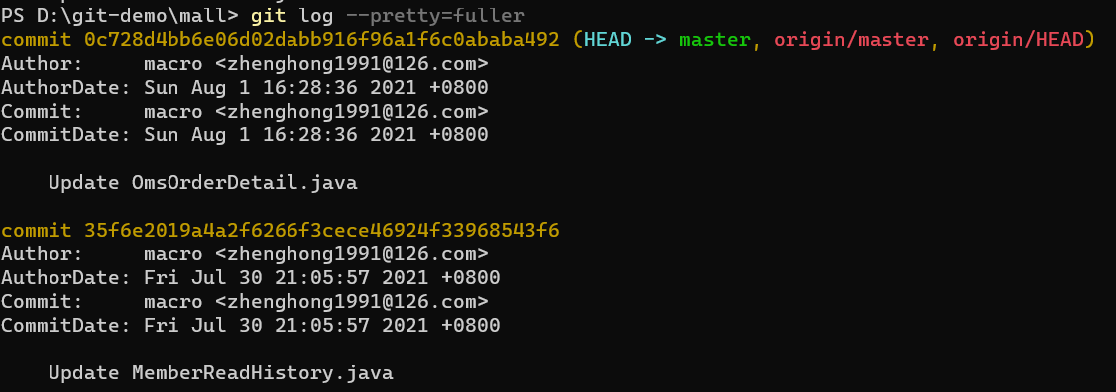 PS D:\git-demo\mall> git log --pretty=fuller
commit 0c728d4bb6e06d02dabb916f96a1f6c0ababa492 (HEAD -> master, origin/master, origin/HEAD)
Author:     macro <zhenghong1991@126.com>
AuthorDate: Sun Aug 1 16:28:36 2021 +0800
Commit:     macro <zhenghong1991@126.com>
CommitDate: Sun Aug 1 16:28:36 2021 +0800
    Update OmsOrderDetail.java
commit 35f6e2019a4a2f6266f3cece46924f33968543f6
Author:     macro <zhenghong1991@126.com>
AuthorDate: Fri Jul 30 21:05:57 2021 +0800
Commit:     macro <zhenghong1991@126.com>
CommitDate: Fri Jul 30 21:05:57 2021 +0800
    Update MemberReadHistory.java